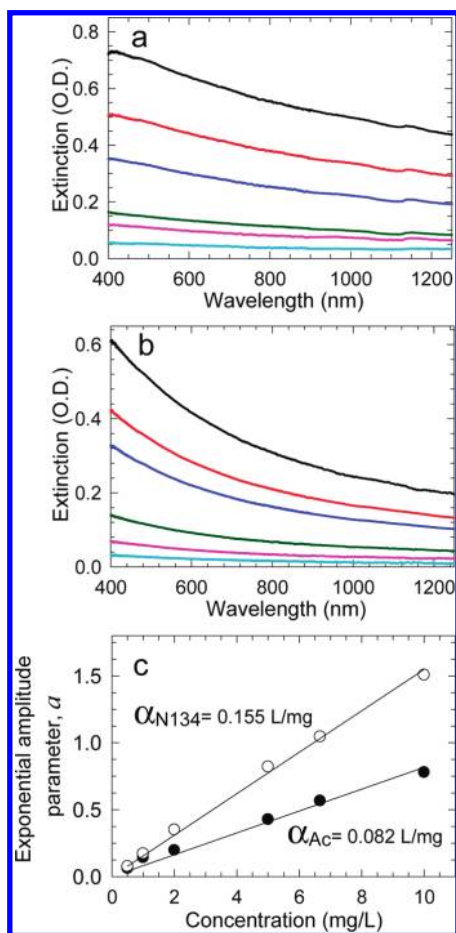 a
0.8
0.6
0.4
0.2
0.0
Extinction (O.D.)
400 600 800 1000 1200
Wavelength (nm)
b
0.6
0.4
0.2
0.0
Extinction (O.D.)
400 600 800 1000 1200
Wavelength (nm)
c
1.5
1.0
0.5
0.0
Exponential amplitude
parameter, a
αN134= 0.155 L/mg
αAc= 0.082 L/mg
0 2 4 6 8 10
Concentration (mg/L)